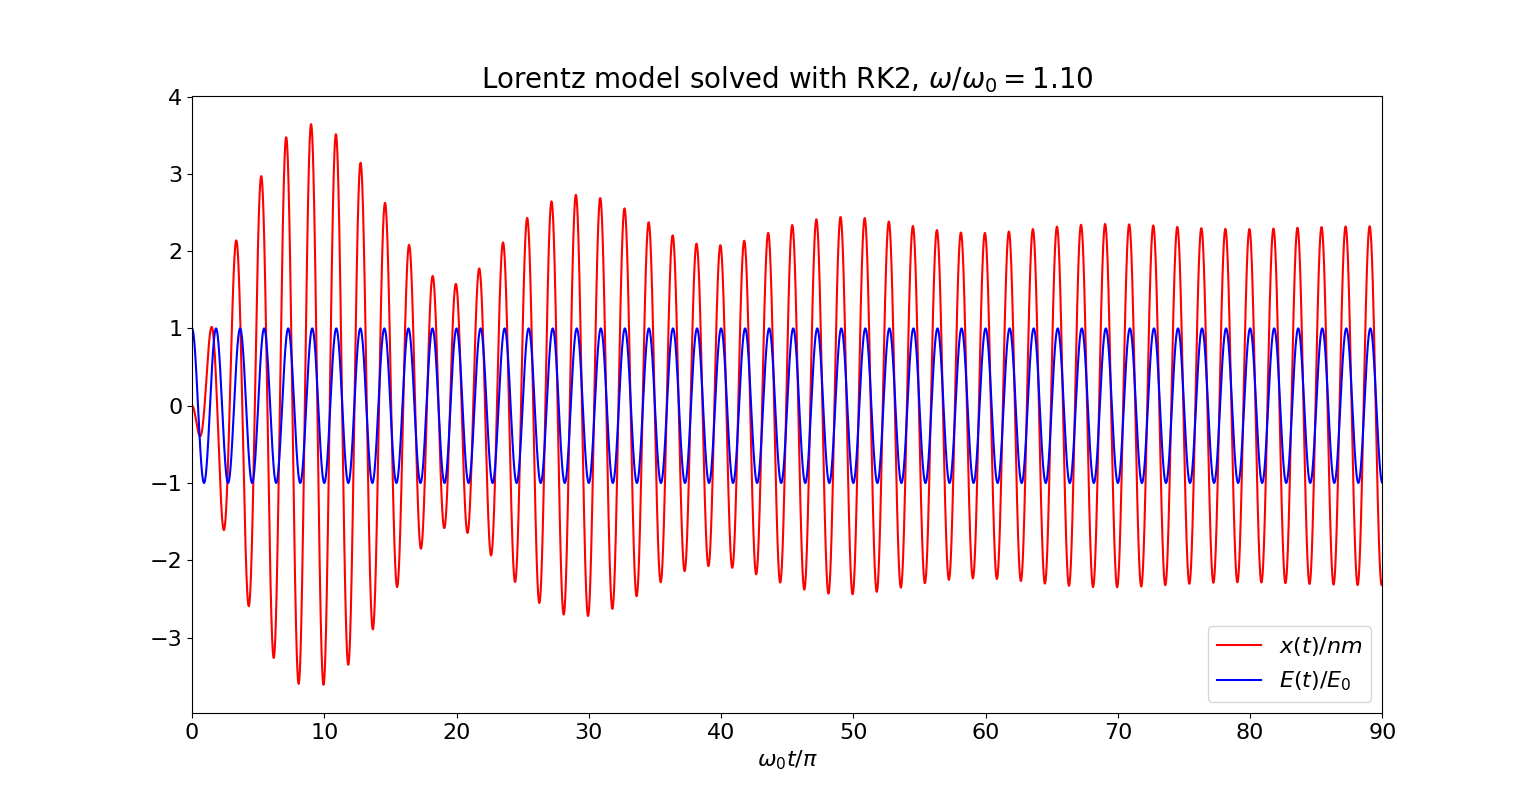 Lorentz model solved with RK2, ω/ω₀ = 1.10
4
3
2
1
0
−1
−2
−3
0 10 20 30 40 50 60 70 80 90
ω₀t/π
x(t)/nm
E(t)/E₀